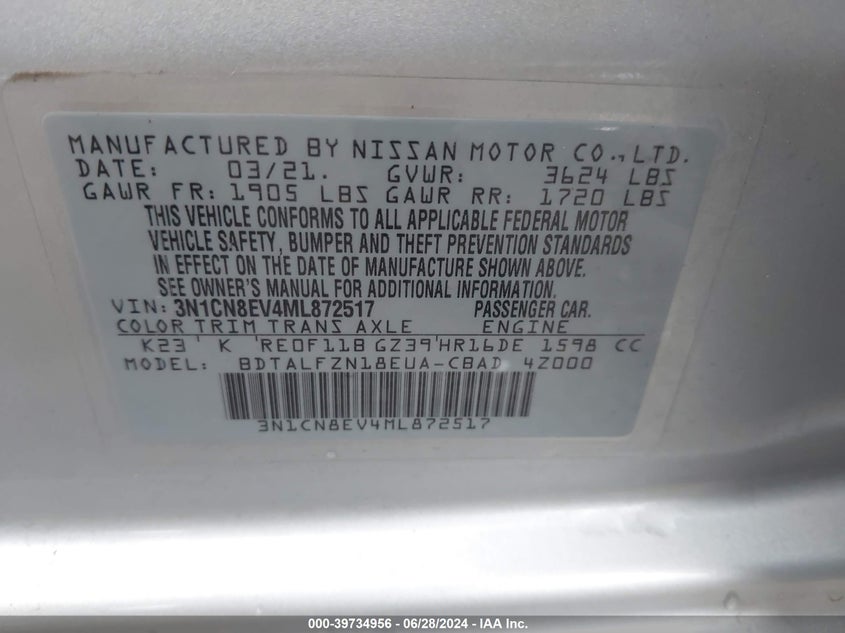 MANUFACTURED BY NISSAN MOTOR CO., LTD.
DATE: 03/21. GVWR: 3624 LBS
GAWR FR: 1905 LBS GAWR RR: 1720 LBS
THIS VEHICLE CONFORMS TO ALL APPLICABLE FEDERAL MOTOR
VEHICLE SAFETY, BUMPER AND THEFT PREVENTION STANDARDS
IN EFFECT ON THE DATE OF MANUFACTURE SHOWN ABOVE.
SEE OWNER'S MANUAL FOR ADDITIONAL INFORMATION.
VIN: 3N1CN8EV4ML872517 PASSENGER CAR.
COLOR TRIM TRANS AXLE ENGINE
K23 ' K 'RE0F11B GZ39'HR16DE 1598 CC
MODEL: BDTALFZN18EUA-CBAD 4Z000
3N1CN8EV4ML872517
000-39734956 - 06/28/2024 - IAA Inc.